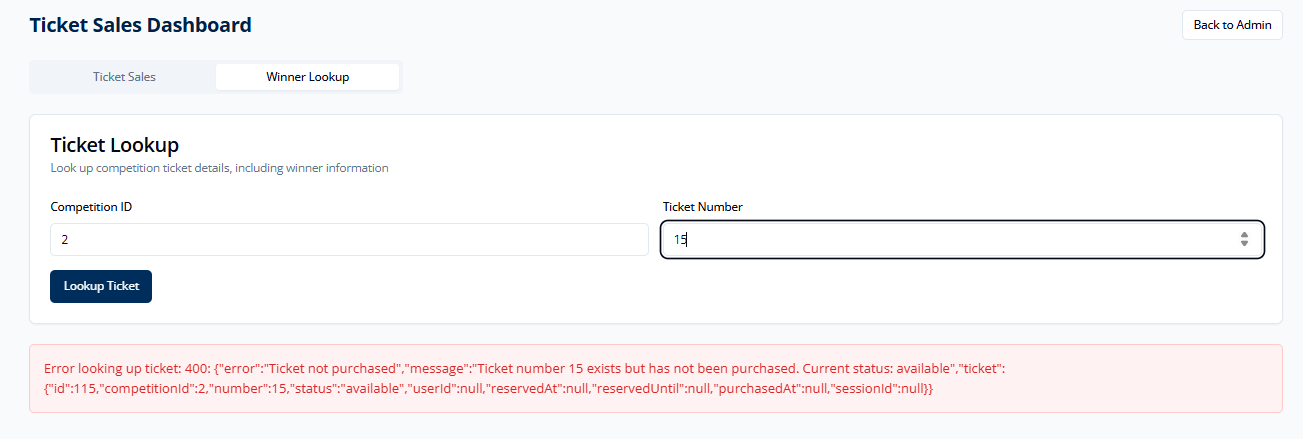 Ticket Sales Dashboard
Back to Admin
Ticket Sales
Winner Lookup
Ticket Lookup
Look up competition ticket details, including winner information
Competition ID
Ticket Number
2
15
Lookup Ticket
Error looking up ticket: 400: {"error":"Ticket not purchased","message":"Ticket number 15 exists but has not been purchased. Current status: available","ticket":
{"id":115,"competitionId":2,"number":15,"status":"available","userId":null,"reservedAt":null,"reservedUntil":null,"purchasedAt":null,"sessionId":null}}